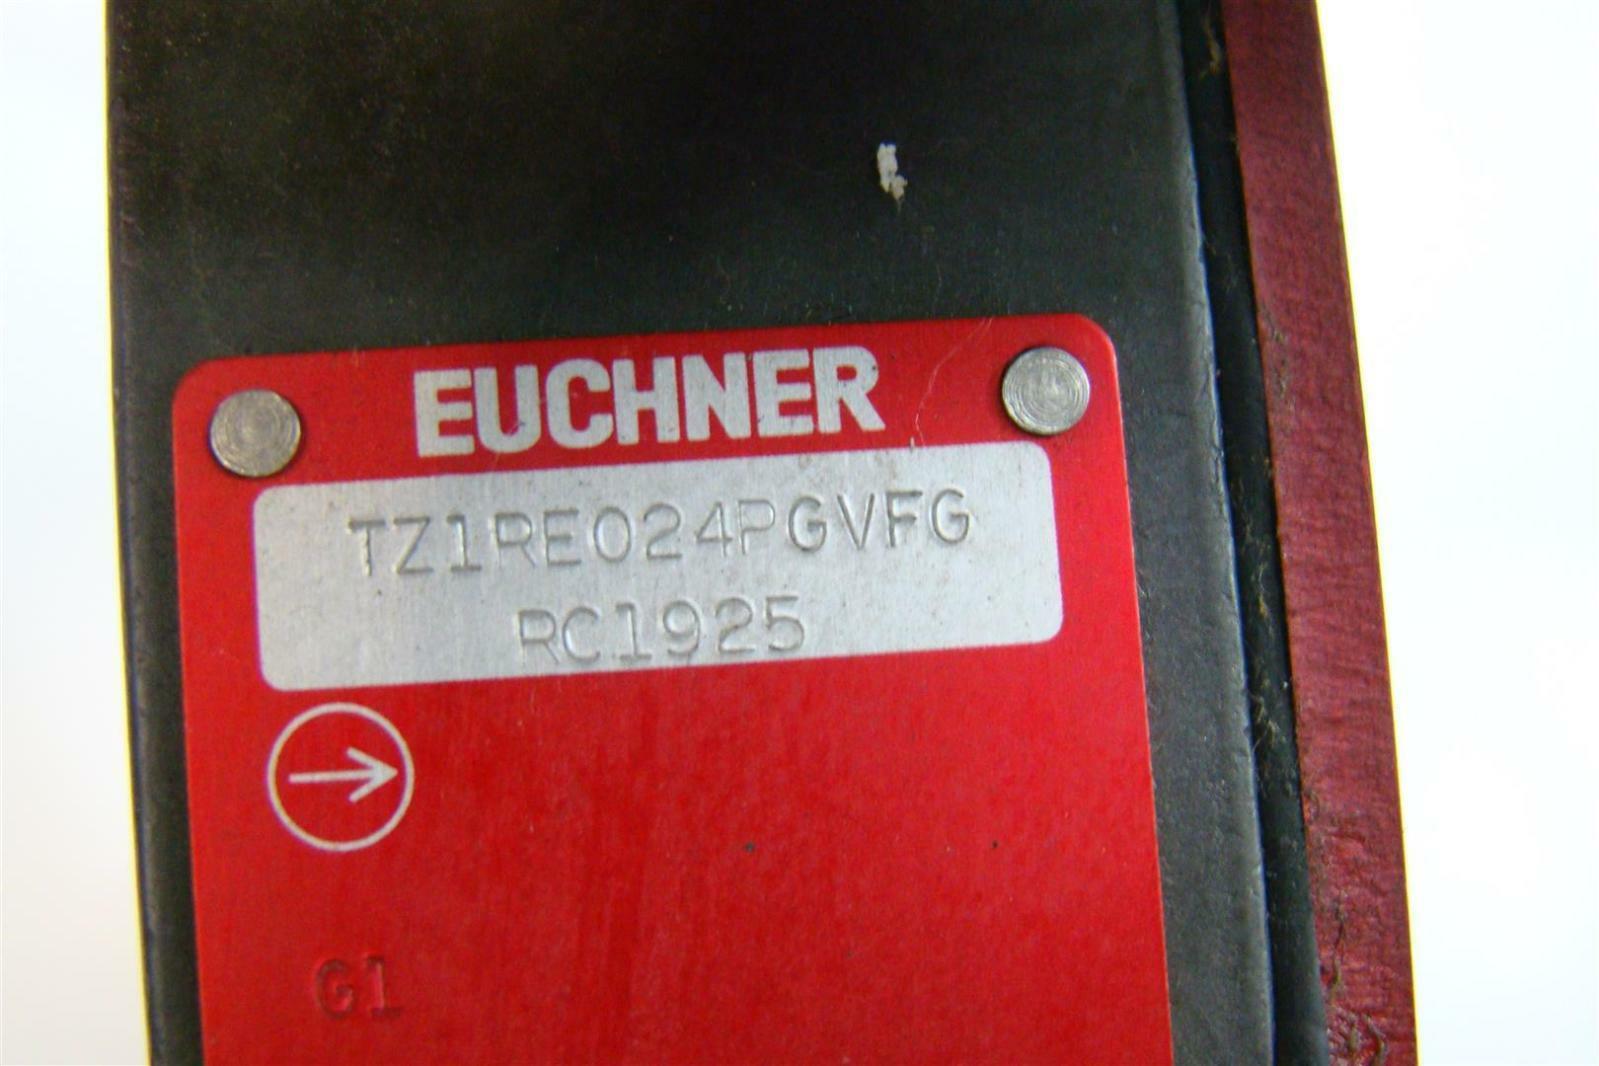 EUCHNER
TZ1RE024PGVFG
RC1925
G1